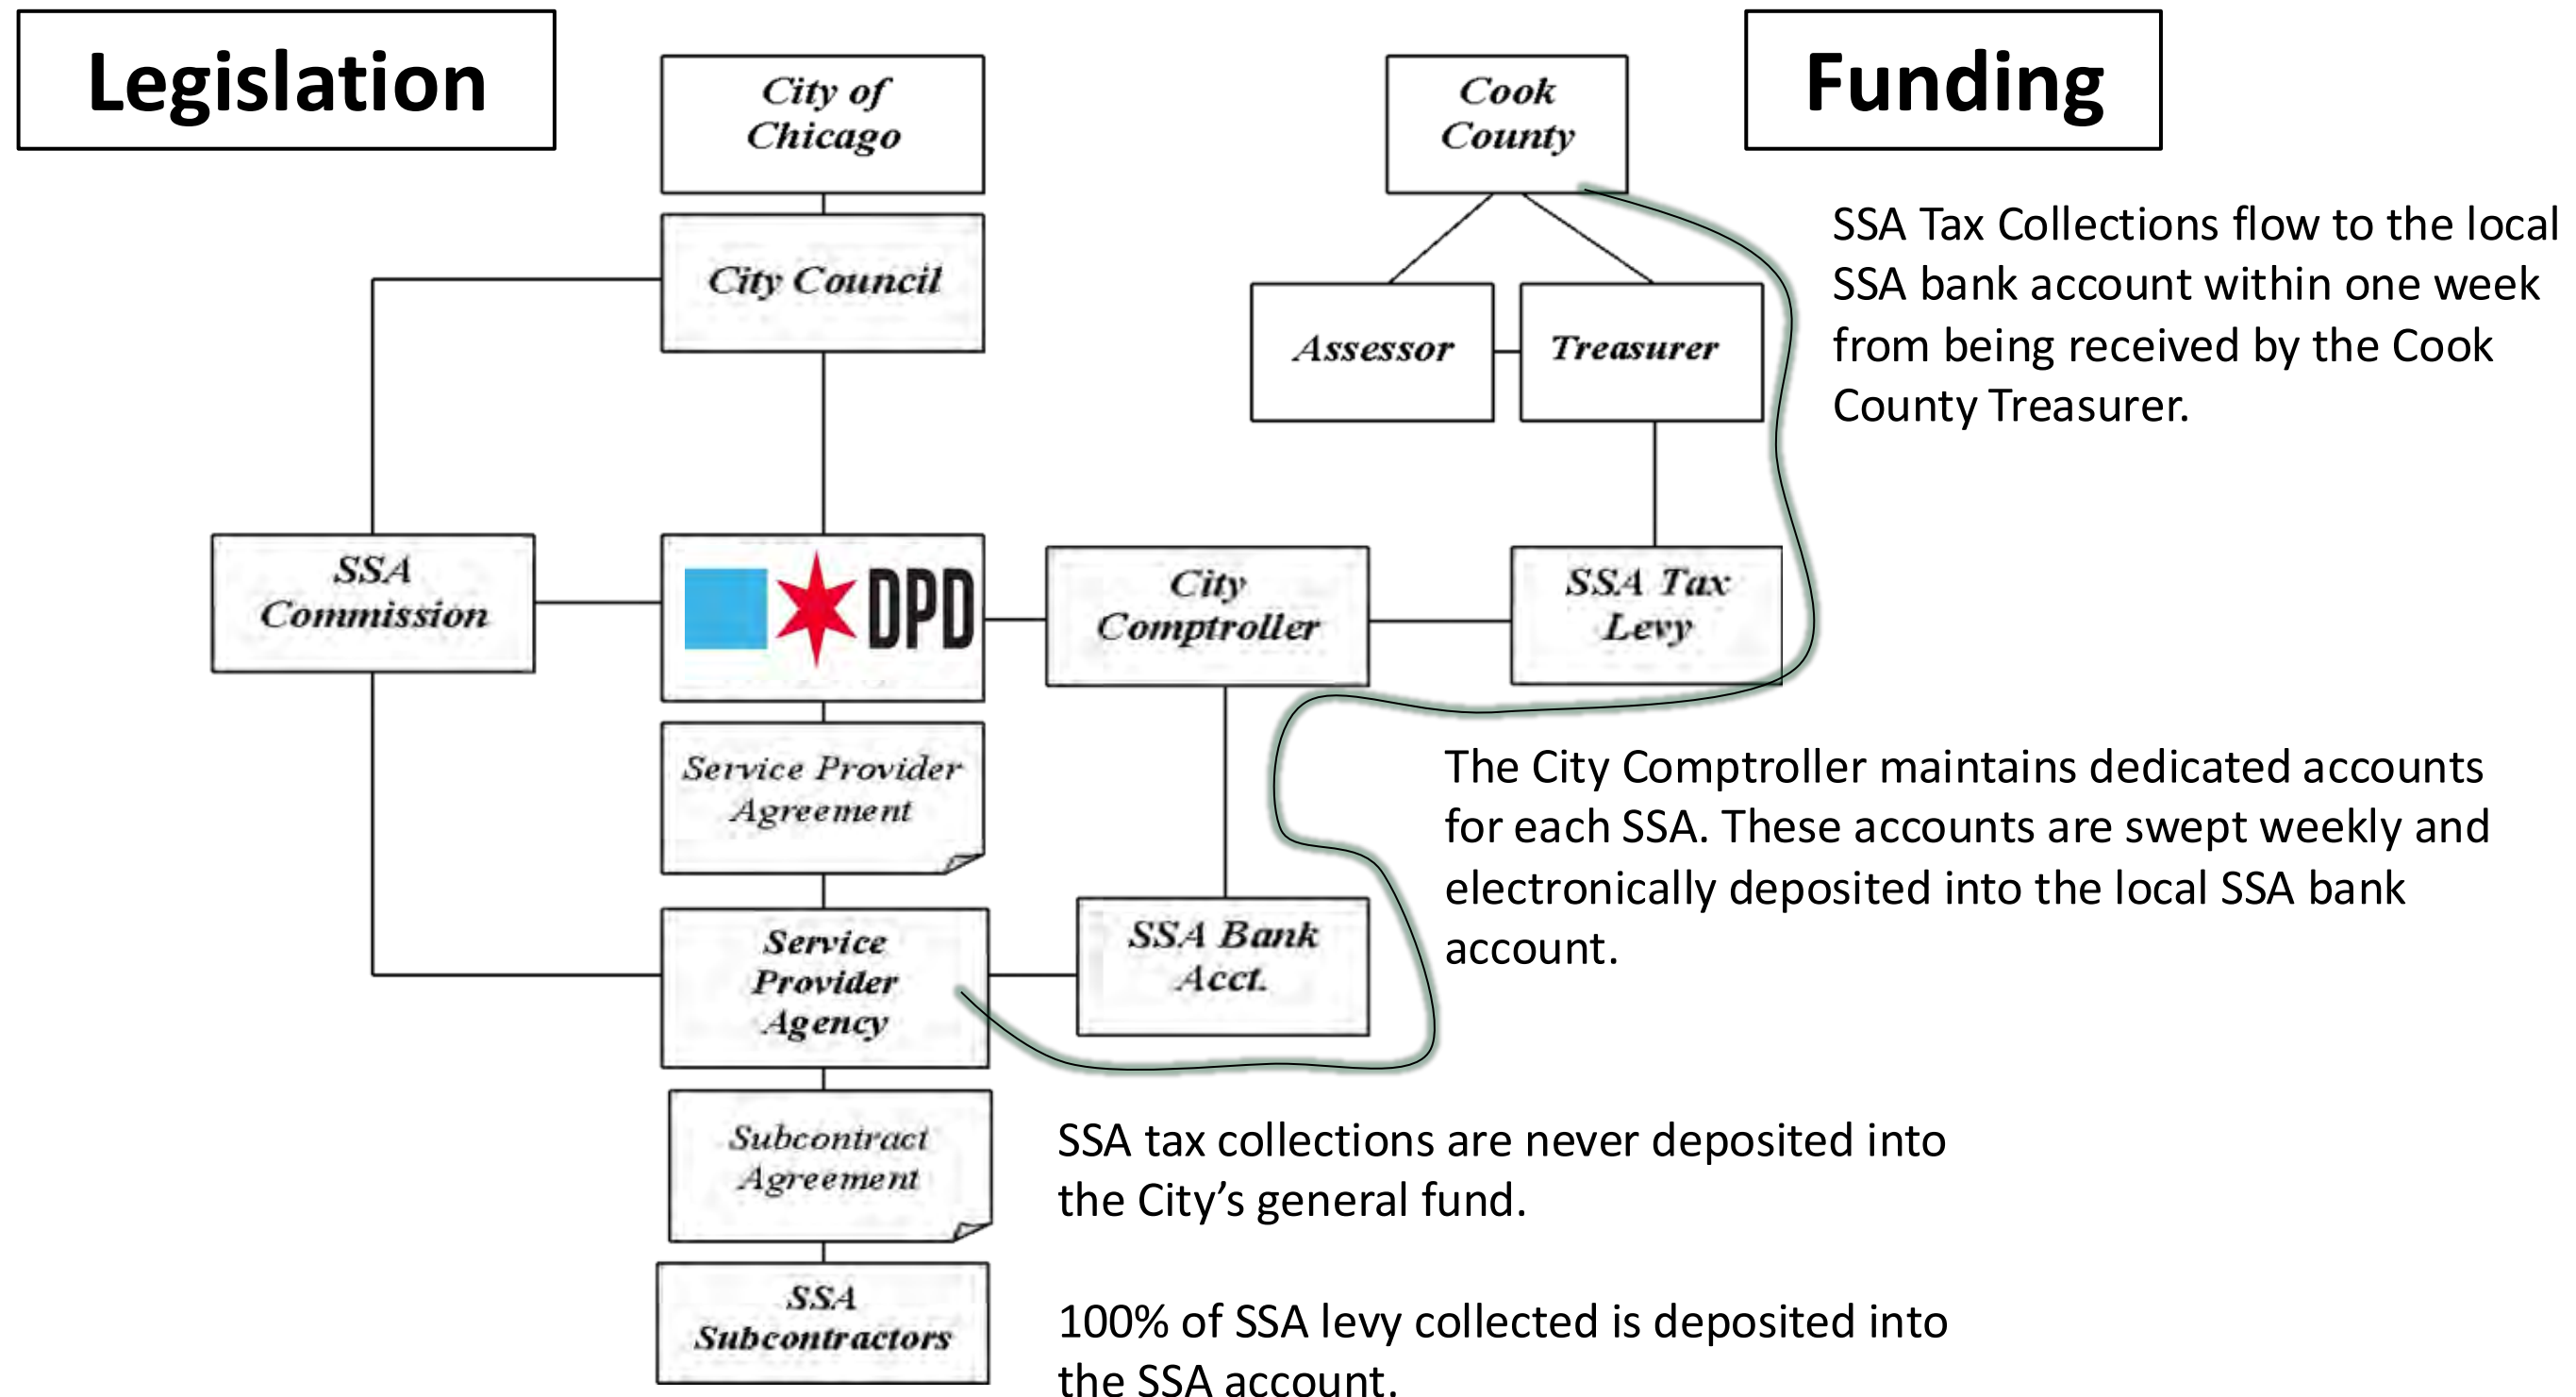 Legislation
Funding
City of
Chicago
City Council
Cook
County
Assessor
Treasurer
SSA Tax Collections flow to the local
SSA bank account within one week
from being received by the Cook
County Treasurer.
SSA
Commission
DPD
City
Comptroller
SSA Tax
Levy
Service Provider
Agreement
The City Comptroller maintains dedicated accounts
for each SSA. These accounts are swept weekly and
electronically deposited into the local SSA bank
account.
Service
Provider
Agency
SSA Bank
Acct.
Subcontract
Agreement
SSA tax collections are never deposited into
the City’s general fund.
SSA
Subcontractors
100% of SSA levy collected is deposited into
the SSA account.